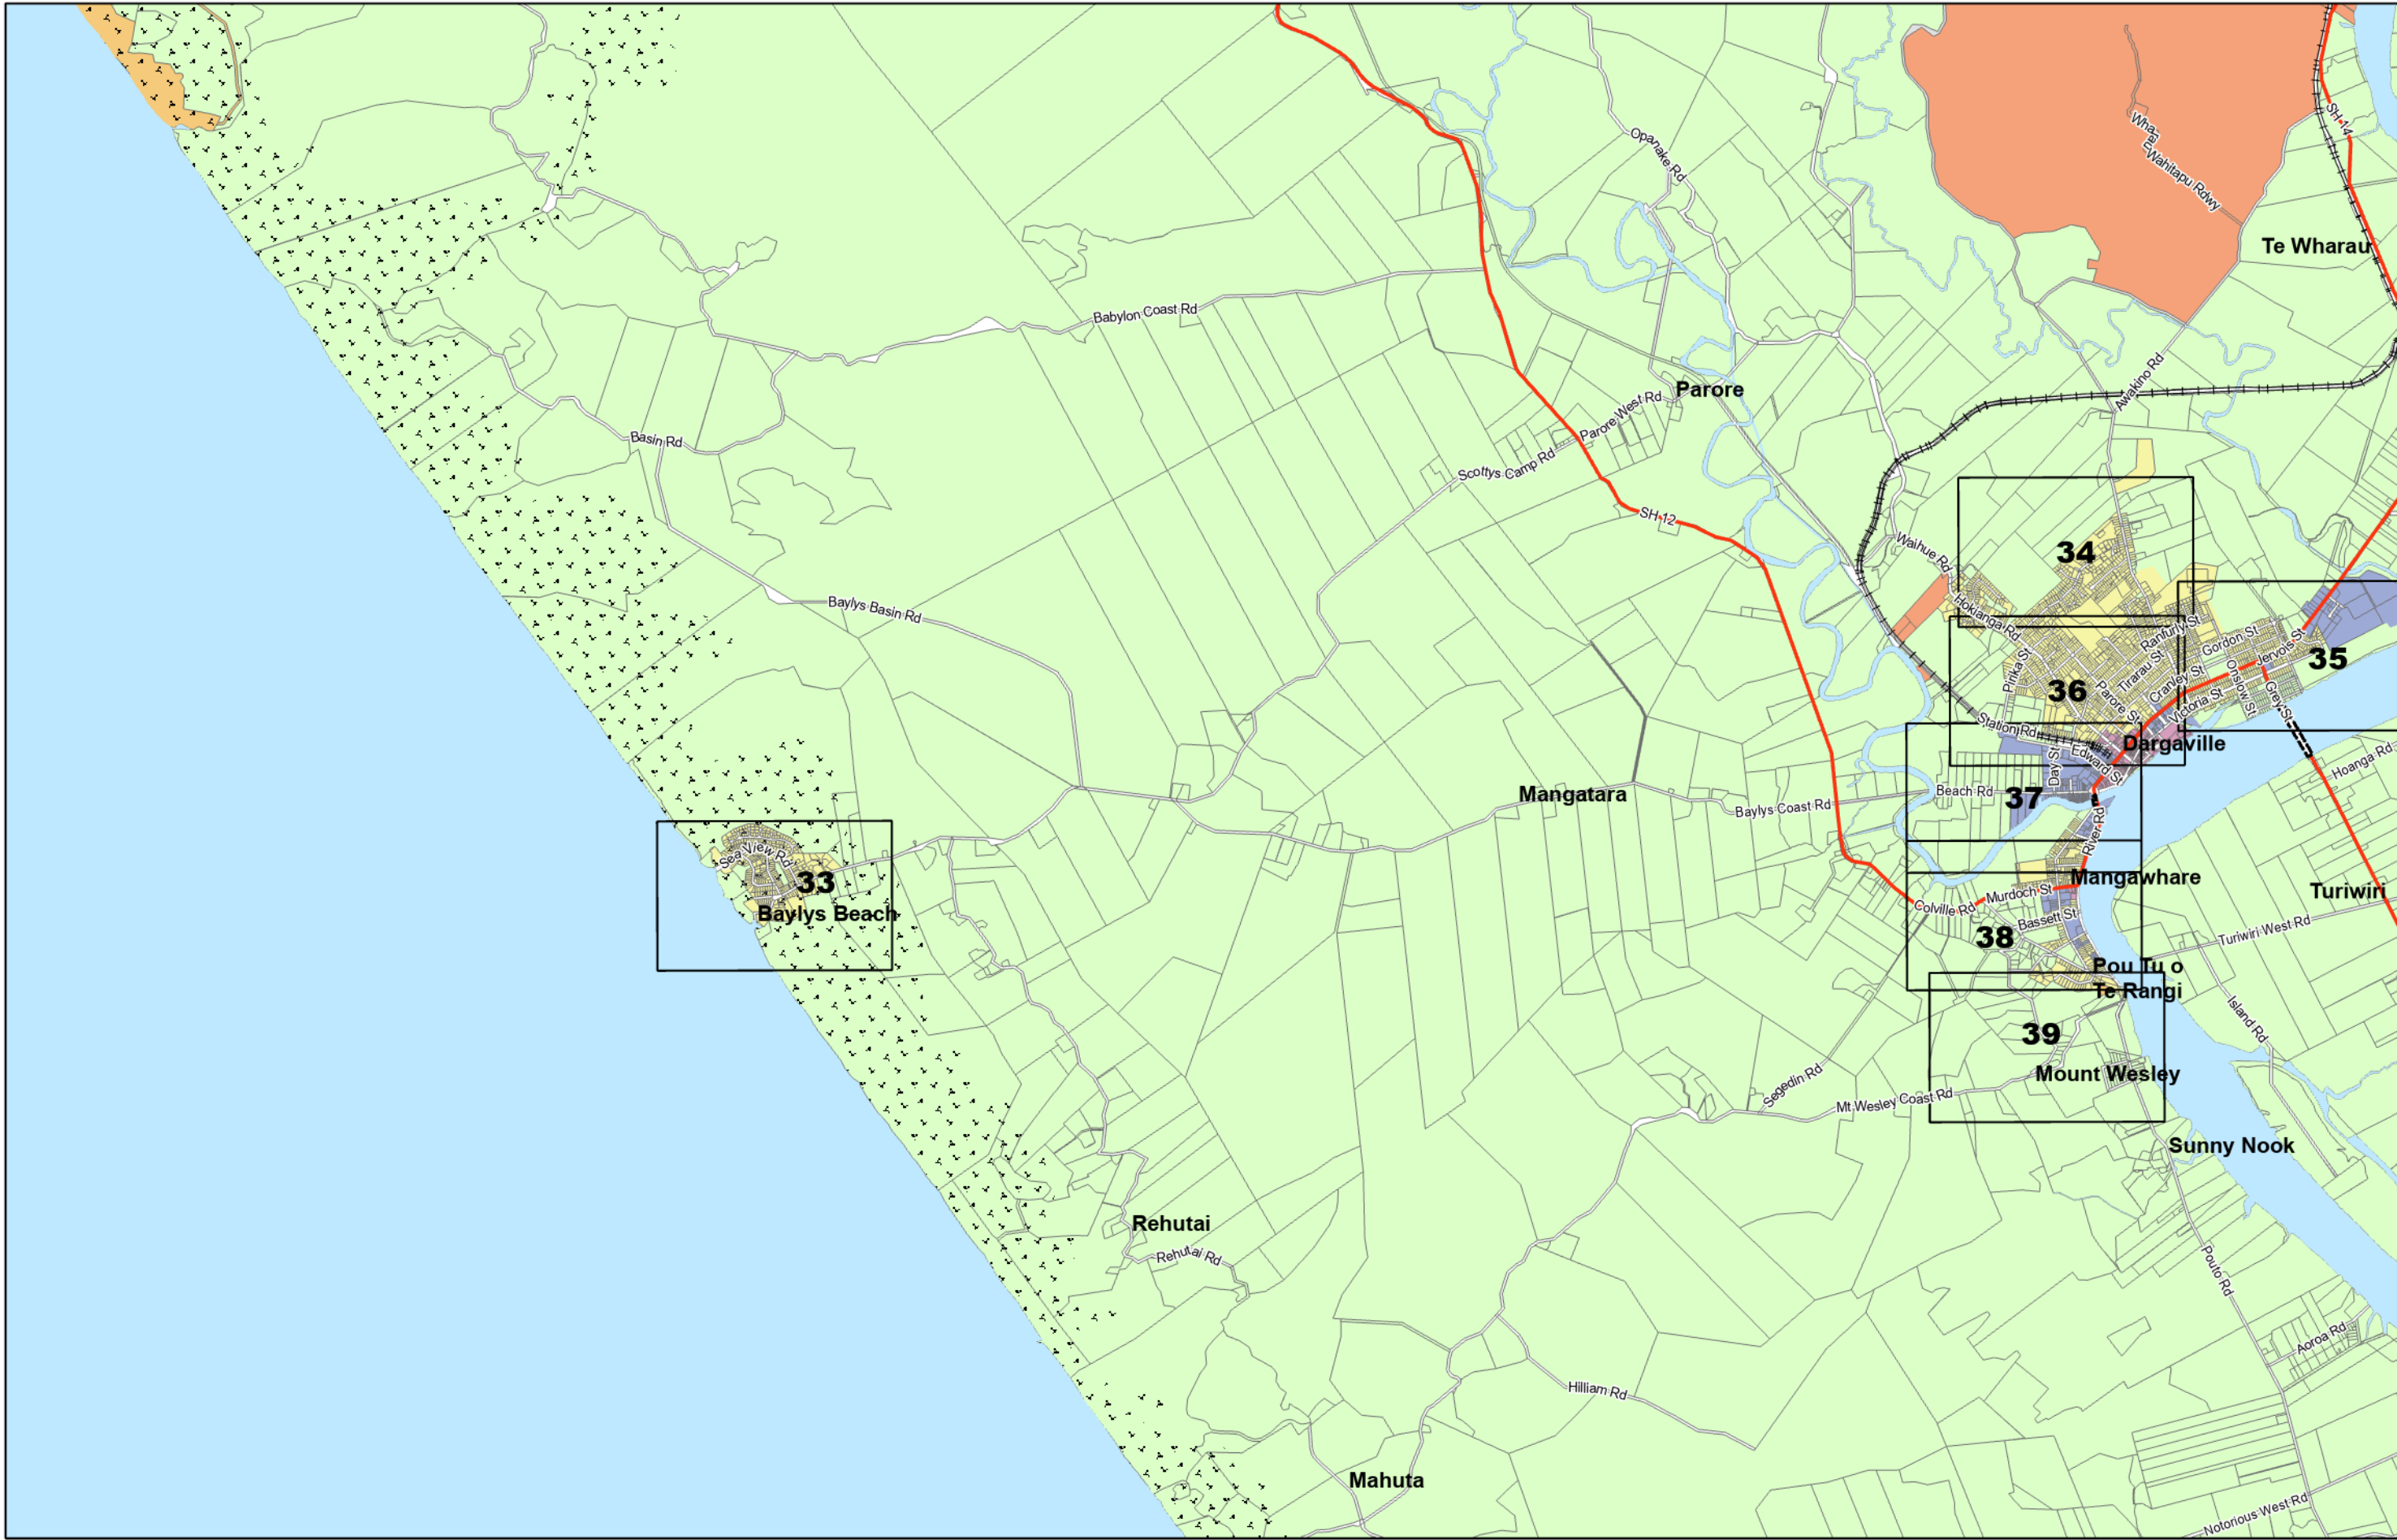 SH 14
Opanake Rd
Whareu Wahitapu Rdwy
Te Wharau
Babylon Coast Rd
Awakino Rd
Parore
Parore West Rd
Basin Rd
Scottys Camp Rd
SH 12
Waihue Rd
34
Hokianga Rd
Baylys Basin Rd
Ranfurly St
Gordon St
Jervois St
35
Pirika St
Tirarau St
Cranley St
Onslow St
36
Parore St
Victoria St
Grey St
Station Rd
Dargaville
Edward St
Day St
Hoanga Rd
Mangatara
Beach Rd
37
Baylys Coast Rd
River Rd
Sea View Rd
33
Mangawhare
Murdoch St
Turiwiri
Colville Rd
Baylys Beach
Bassett St
38
Turiwiri West Rd
Pou Tu o
Te Rangi
Island Rd
39
Mount Wesley
Segedin Rd
Mt Wesley Coast Rd
Sunny Nook
Rehutai
Rehutai Rd
Pouto Rd
Aoroa Rd
Hilliam Rd
Mahuta
Notorious West Rd